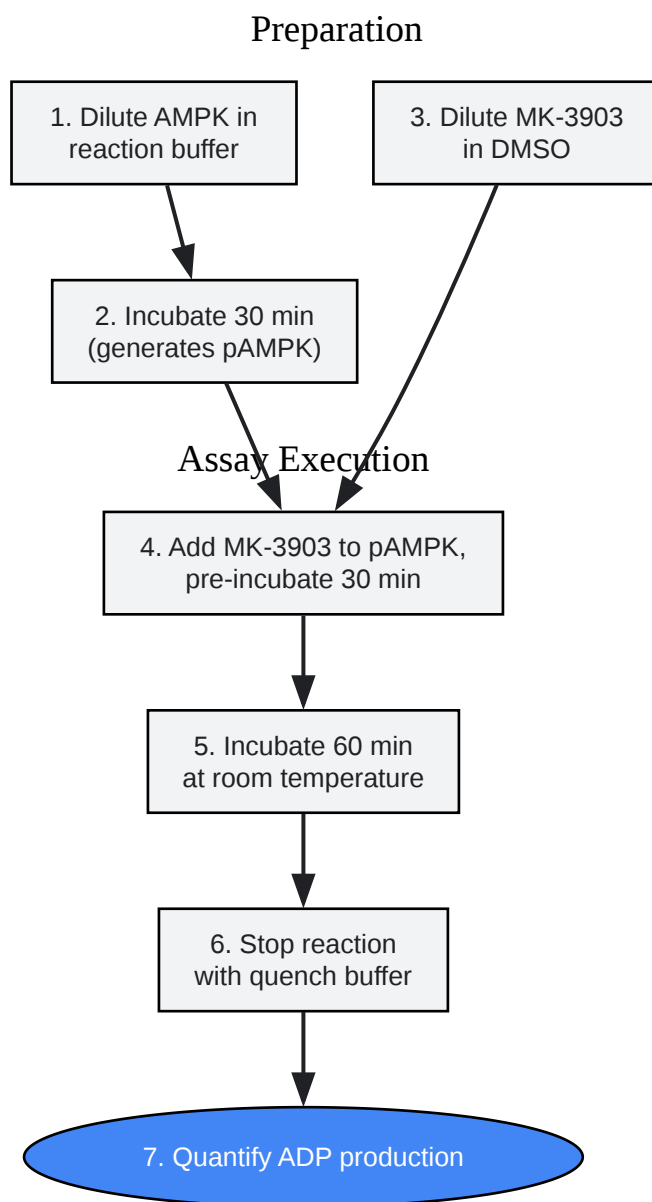 Preparation
1. Dilute AMPK in
reaction buffer
3. Dilute MK-3903
in DMSO
2. Incubate 30 min
(generates pAMPK)
Assay Execution
4. Add MK-3903 to pAMPK,
pre-incubate 30 min
5. Incubate 60 min
at room temperature
6. Stop reaction
with quench buffer
7. Quantify ADP production